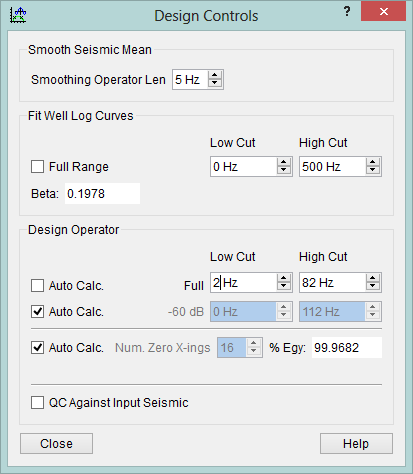 Design Controls
?
Smooth Seismic Mean
Smoothing Operator Len 5 Hz
Fit Well Log Curves
Low Cut High Cut
Full Range 0 Hz 500 Hz
Beta: 0.1978
Design Operator
Low Cut High Cut
Auto Calc. Full 2 Hz 82 Hz
Auto Calc. -60 dB 0 Hz 112 Hz
Auto Calc. Num. Zero X-ings 16 % Egy: 99.9682
QC Against Input Seismic
Close Help